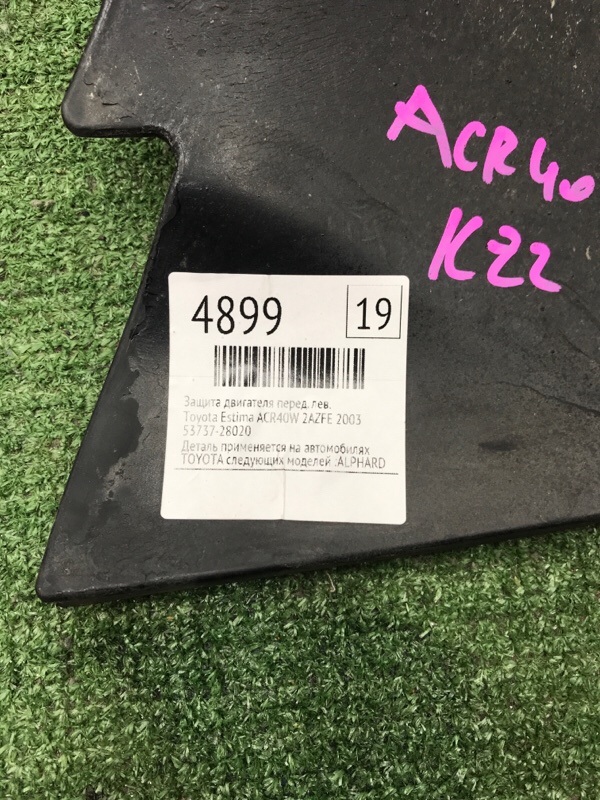 ACR40
K22
4899
19
Защита двигателя перед. лев.
Toyota Estima ACR40W 2AZFE 2003
53737-28020
Деталь применяется на автомобилях
TOYOTA следующих моделей :ALPHARD